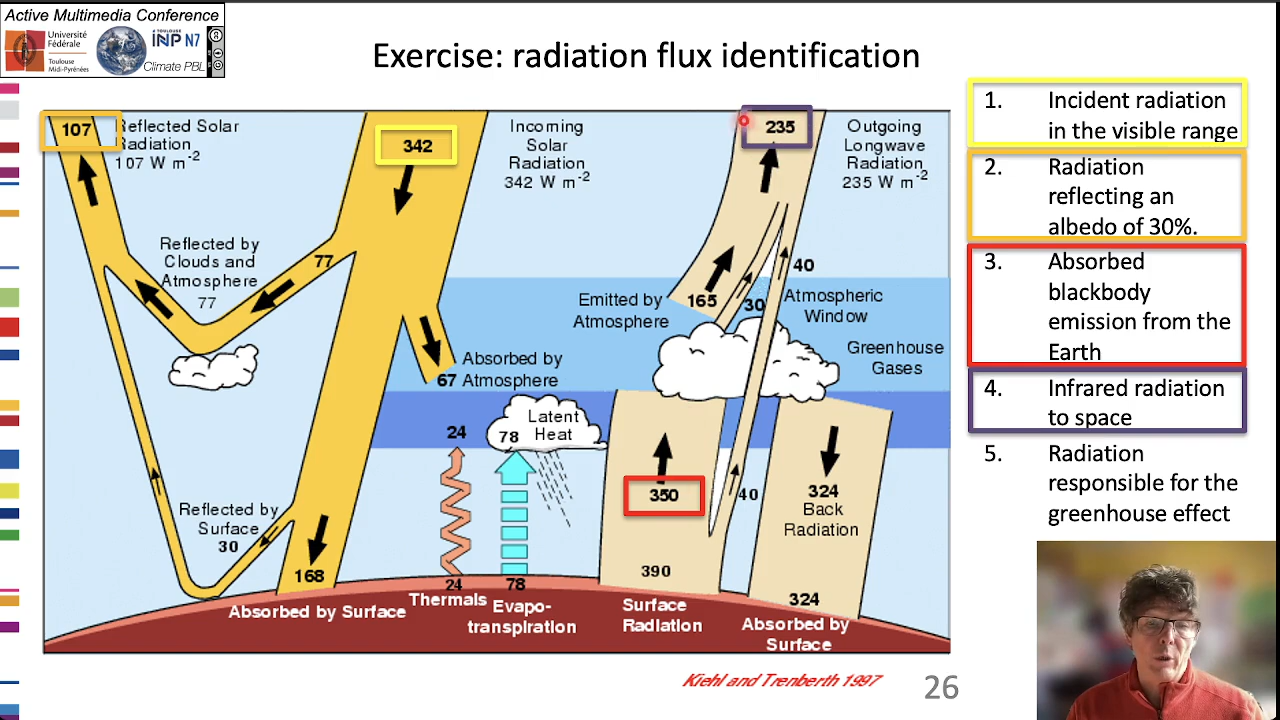 Active Multimedia Conference
Université
Fédérale
Toulouse
Midi-Pyrénées
INP N7
Climate PBL
Exercise: radiation flux identification
107
Reflected Solar
Radiation
107 W m-2
342
Incoming
Solar
Radiation
342 W m-2
235
Outgoing
Longwave
Radiation
235 W m-2
Reflected by
Clouds and
Atmosphere
77
77
Emitted by
Atmosphere
165
30
40
Atmospheric
Window
Greenhouse
Gases
67
Absorbed by
Atmosphere
24
78
Latent
Heat
350
40
324
Back
Radiation
Reflected by
Surface
30
168
390
24
78
324
Absorbed by Surface
Thermals
Evapo-
transpiration
Surface
Radiation
Absorbed by
Surface
Kiehl and Trenberth 1997
26
1. Incident radiation
in the visible range
2. Radiation
reflecting an
albedo of 30%.
3. Absorbed
blackbody
emission from the
Earth
4. Infrared radiation
to space
5. Radiation
responsible for the
greenhouse effect